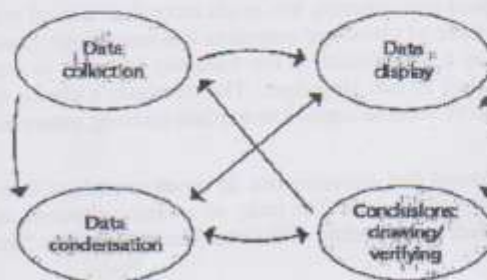 Data
collection
Data
display
Data
condensation
Conclusions:
drawing/
verifying